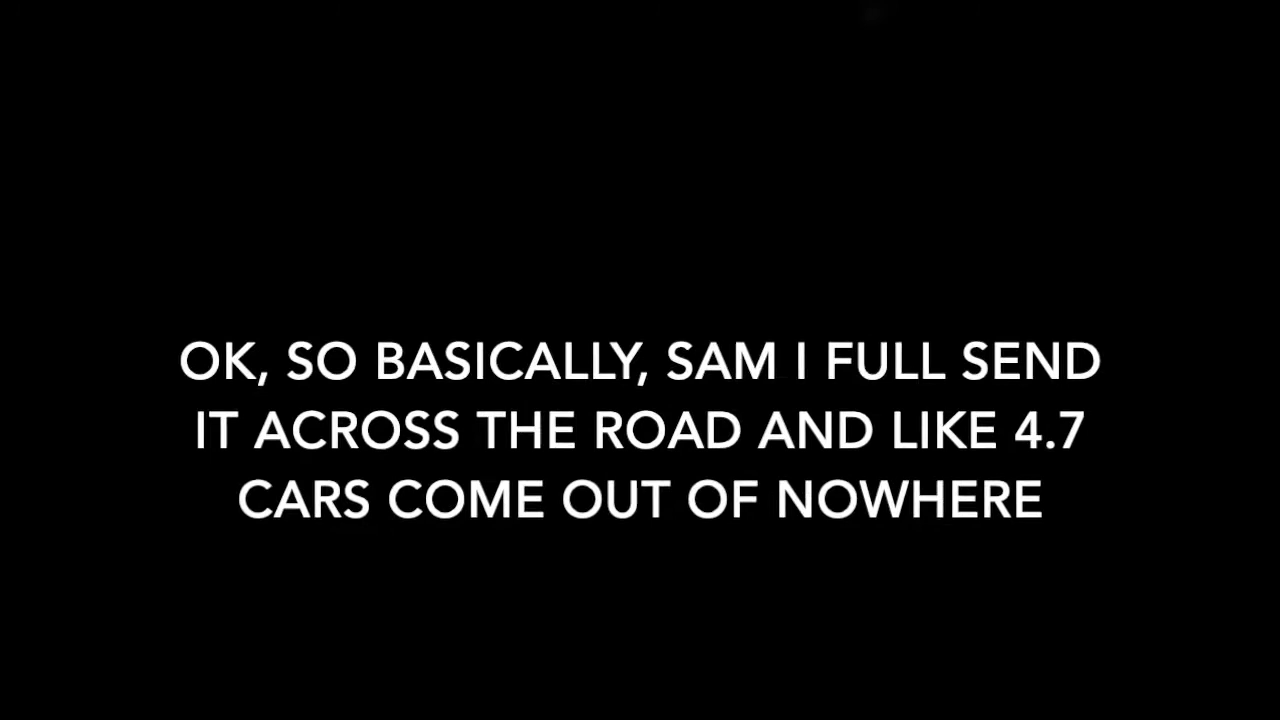 OK, SO BASICALLY, SAM I FULL SEND
IT ACROSS THE ROAD AND LIKE 4.7
CARS COME OUT OF NOWHERE